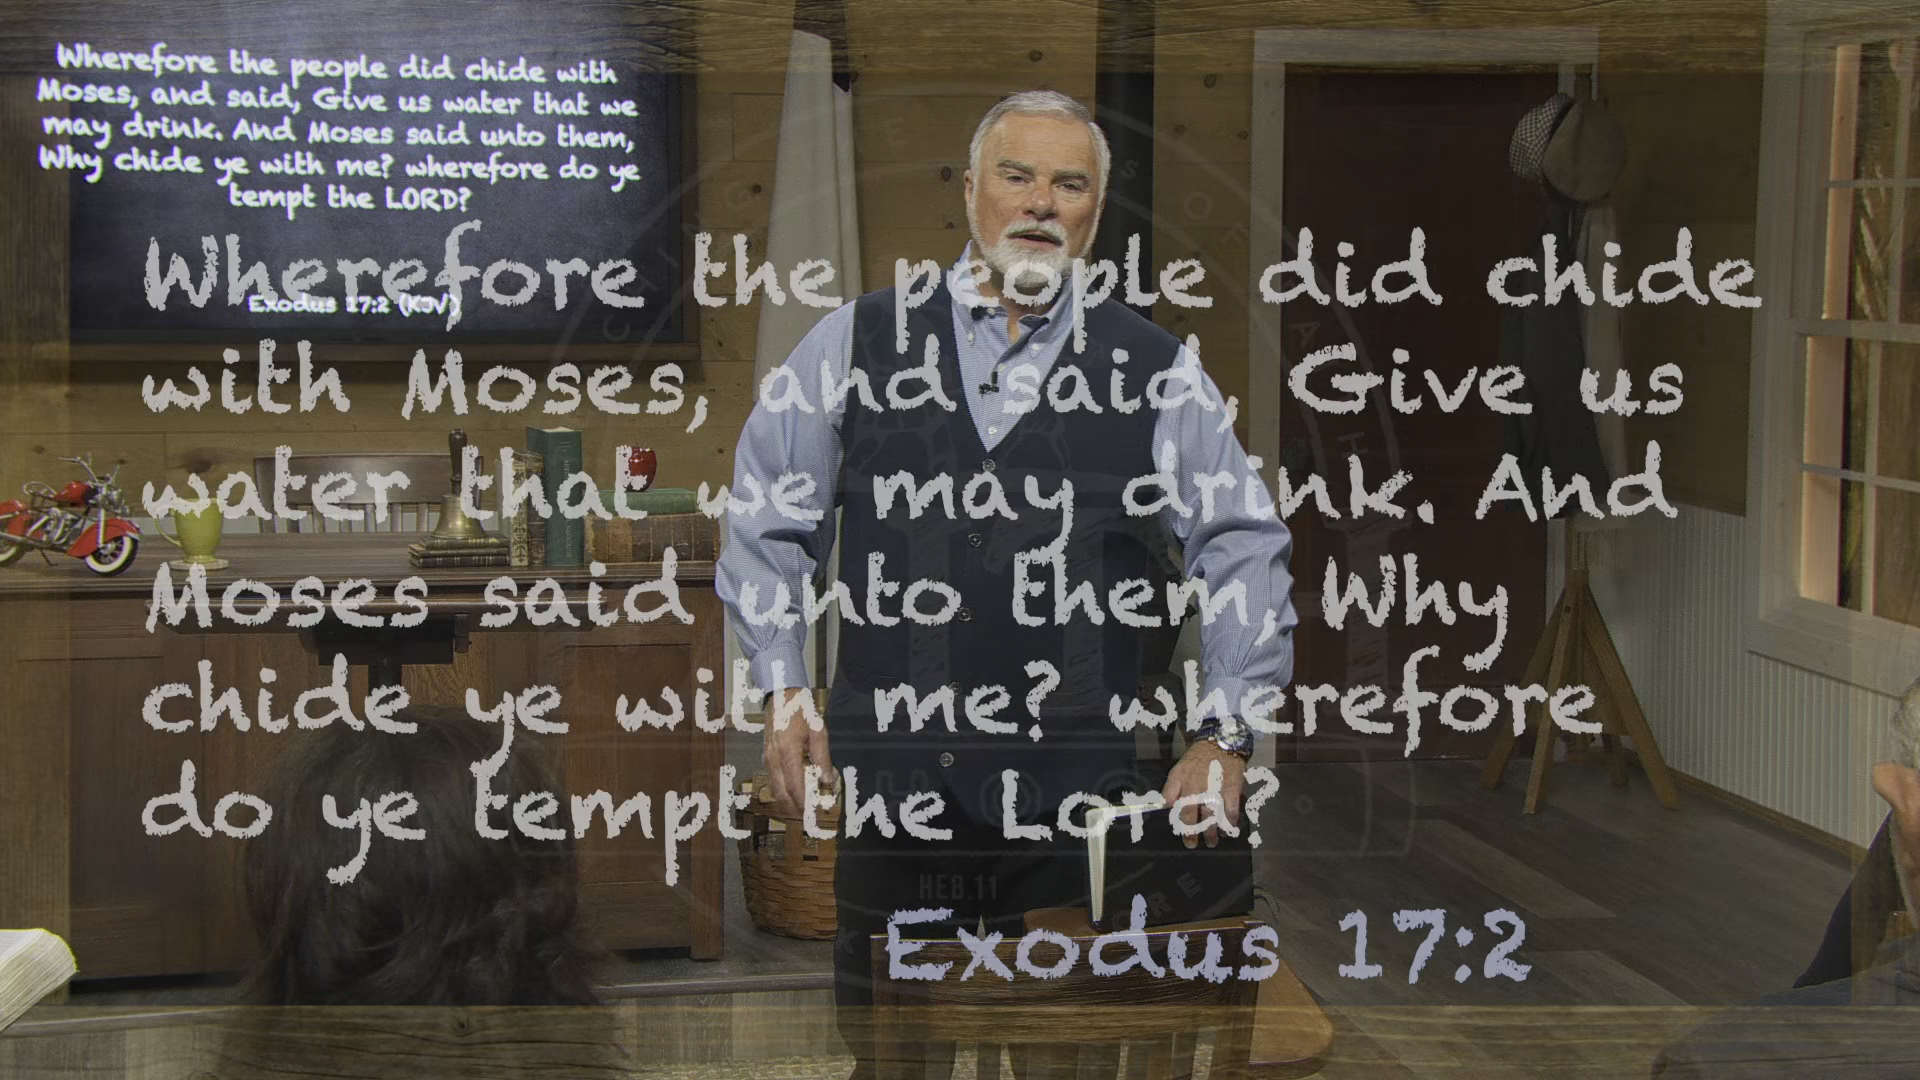 Wherefore the people did chide with
Moses, and said, Give us water that we
may drink. And Moses said unto them,
Why chide ye with me? wherefore do ye
tempt the LORD?
Exodus 17:2 (KJV)
Wherefore the people did chide
with Moses, and said, Give us
water that we may drink. And
Moses said unto them, Why
chide ye with me? wherefore
do ye tempt the Lord?
Exodus 17:2
HEB.11